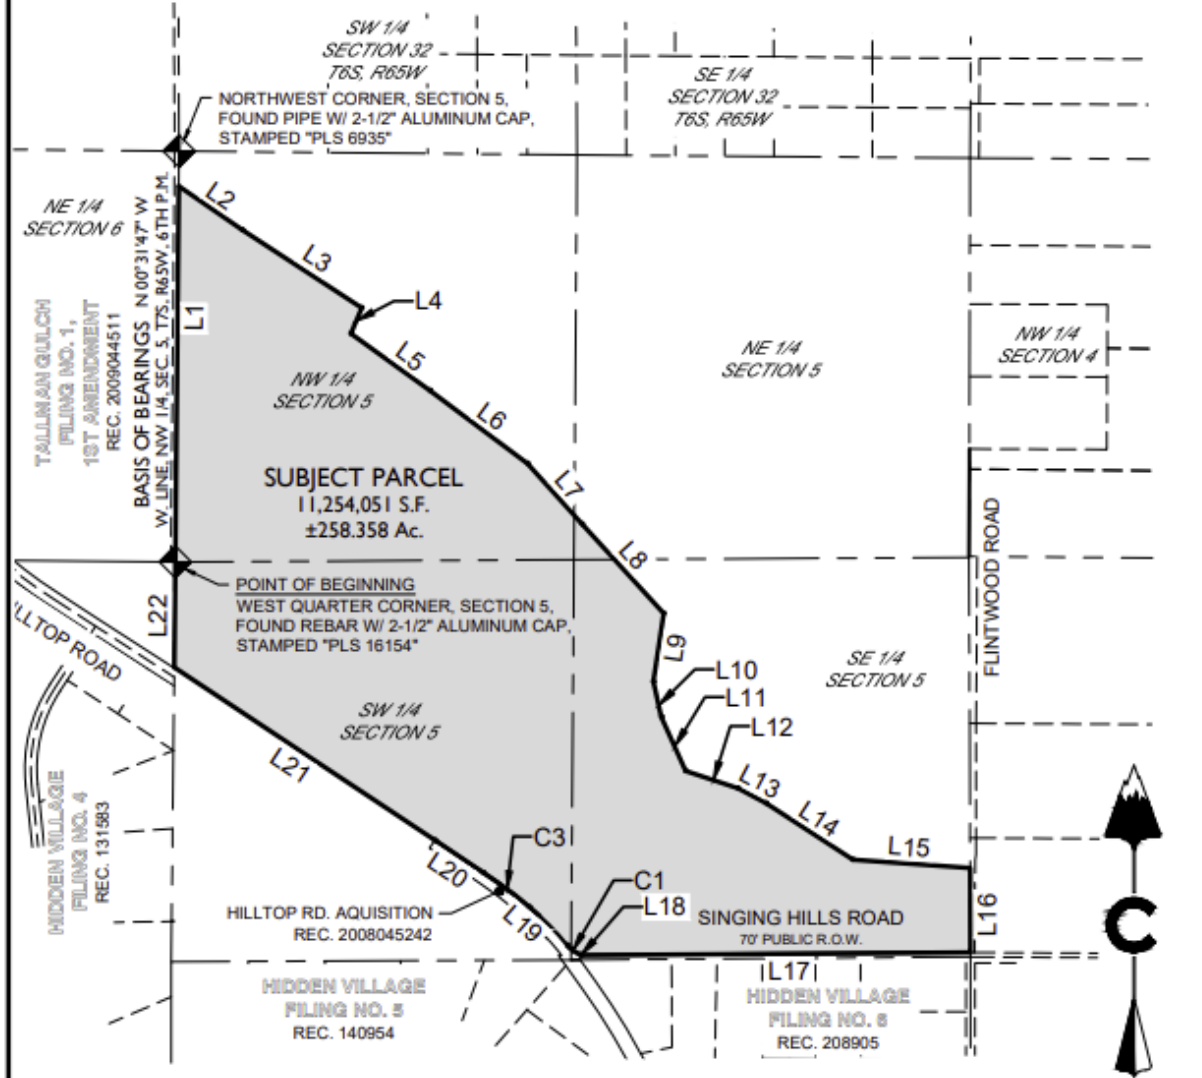 SW 1/4
SECTION 32
T6S, R65W
SE 1/4
SECTION 32
T6S, R65W
NORTHWEST CORNER, SECTION 5,
FOUND PIPE W/ 2-1/2" ALUMINUM CAP,
STAMPED "PLS 6935"
NE 1/4
SECTION 6
L2
L3
L4
L1
BASIS OF BEARINGS N 00°31'47" W
W. LINE, NW 1/4, SEC. 5, T7S, R65W, 6TH P.M.
TALLMAN GULCH
FILING NO. 1,
1ST AMENDMENT
REC. 2009044511
NW 1/4
SECTION 5
L5
L6
NE 1/4
SECTION 5
NW 1/4
SECTION 4
SUBJECT PARCEL
11,254,051 S.F.
±258.358 Ac.
L7
L8
FLINTWOOD ROAD
POINT OF BEGINNING
WEST QUARTER CORNER, SECTION 5,
FOUND REBAR W/ 2-1/2" ALUMINUM CAP,
STAMPED "PLS 16154"
L22
LLTOP ROAD
L9
L10
L11
L12
SE 1/4
SECTION 5
SW 1/4
SECTION 5
L21
L13
L14
L15
L16
HIDDEN VILLAGE
FILING NO. 4
REC. 131583
C3
L20
L19
C1
L18
HILLTOP RD. AQUISITION
REC. 2008045242
SINGING HILLS ROAD
70' PUBLIC R.O.W.
L17
HIDDEN VILLAGE
FILING NO. 5
REC. 140954
HIDDEN VILLAGE
FILING NO. 6
REC. 208905
C